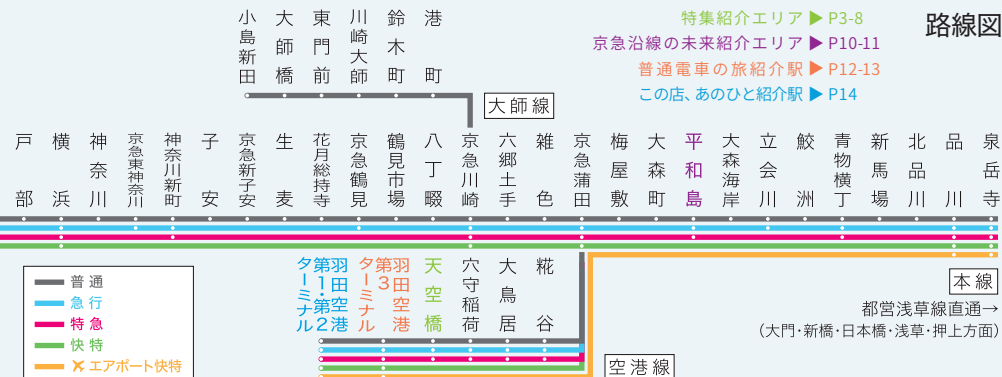 特集紹介エリア ▶ P3-8
京急沿線の未来紹介エリア ▶ P10-11
普通電車の旅紹介駅 ▶ P12-13
この店、あのひと紹介駅 ▶ P14
路線図
小島新田
大師橋
東門前
川崎大師
鈴木町
港町
大師線
戸部
横浜
神奈川
京急東神奈川
神奈川新町
子安
京急新子安
生麦
花月総持寺
京急鶴見
鶴見市場
八丁畷
京急川崎
六郷土手
雑色
京急蒲田
梅屋敷
大森町
平和島
大森海岸
立会川
鮫洲
青物横丁
新馬場
北品川
品川
泉岳寺
普通
急行
特急
快特
エアポート快特
羽田空港
第1・第2
ターミナル
羽田空港
第3
ターミナル
天空橋
穴守稲荷
大鳥居
糀谷
空港線
本線
都営浅草線直通→
(大門・新橋・日本橋・浅草・押上方面)